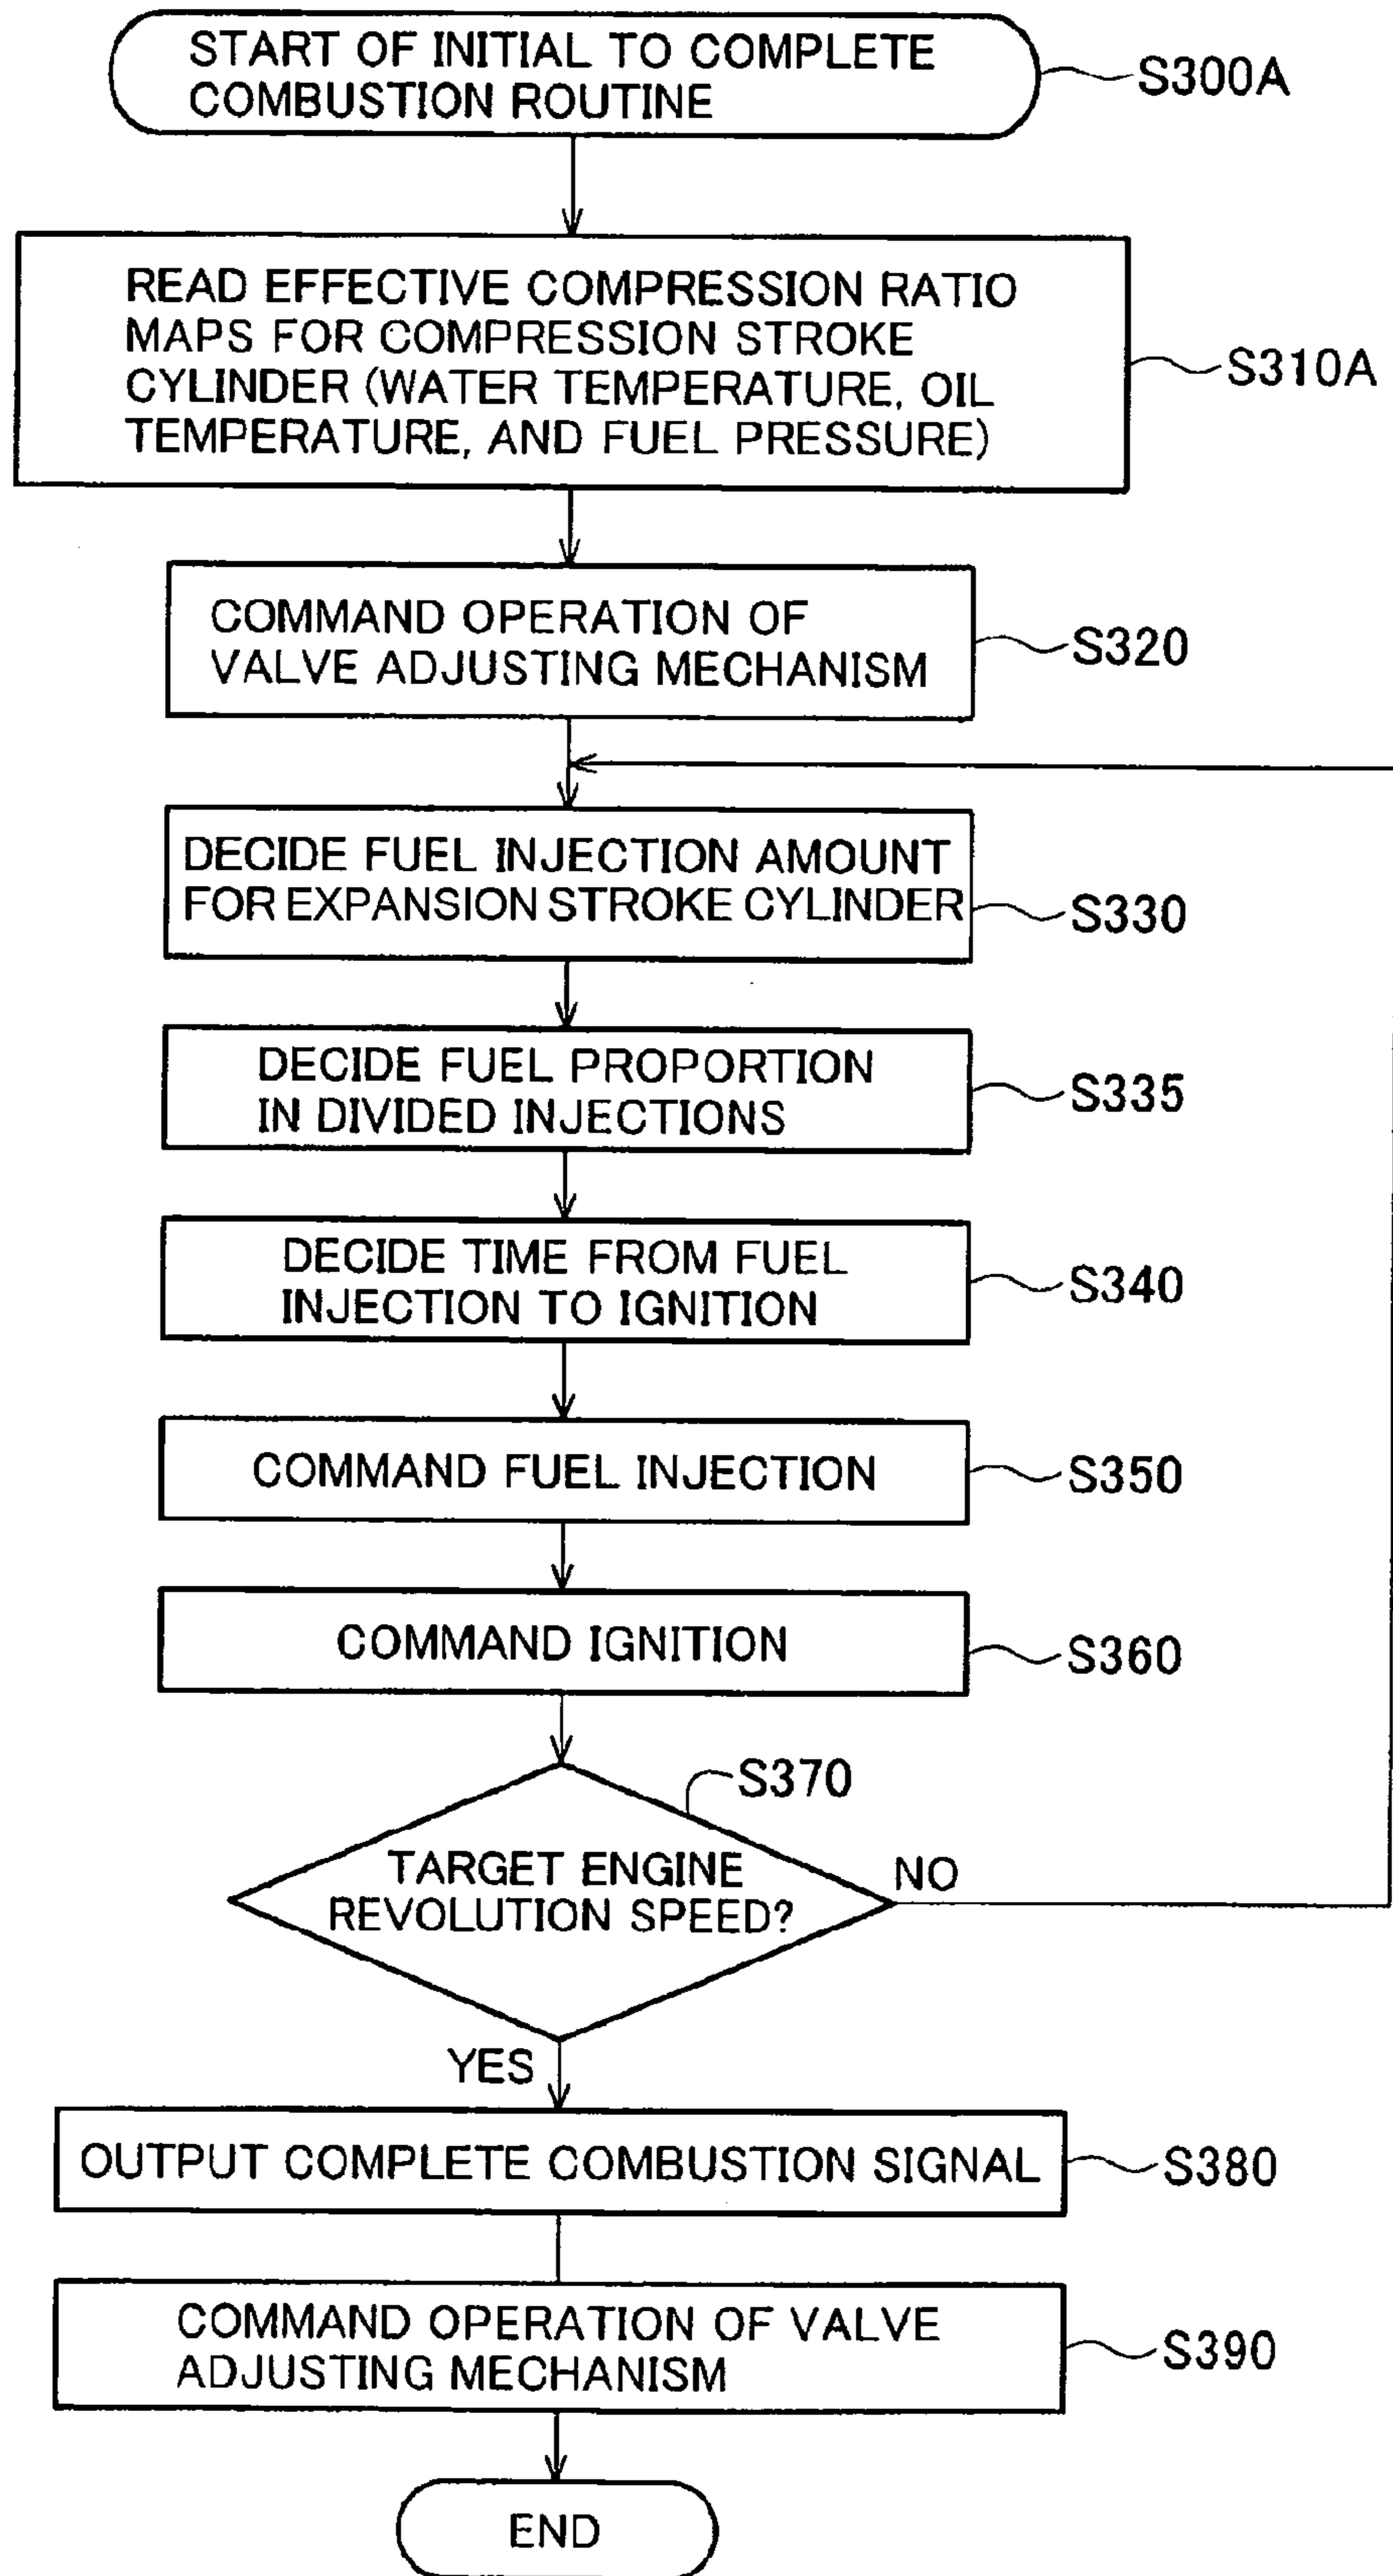 START OF INITIAL TO COMPLETE
COMBUSTION ROUTINE
S300A
READ EFFECTIVE COMPRESSION RATIO
MAPS FOR COMPRESSION STROKE
CYLINDER (WATER TEMPERATURE, OIL
TEMPERATURE, AND FUEL PRESSURE)
S310A
COMMAND OPERATION OF
VALVE ADJUSTING MECHANISM
S320
DECIDE FUEL INJECTION AMOUNT
FOR EXPANSION STROKE CYLINDER
S330
DECIDE FUEL PROPORTION
IN DIVIDED INJECTIONS
S335
DECIDE TIME FROM FUEL
INJECTION TO IGNITION
S340
COMMAND FUEL INJECTION
S350
COMMAND IGNITION
S360
S370
TARGET ENGINE
REVOLUTION SPEED?
NO
YES
OUTPUT COMPLETE COMBUSTION SIGNAL
S380
COMMAND OPERATION OF VALVE
ADJUSTING MECHANISM
S390
END